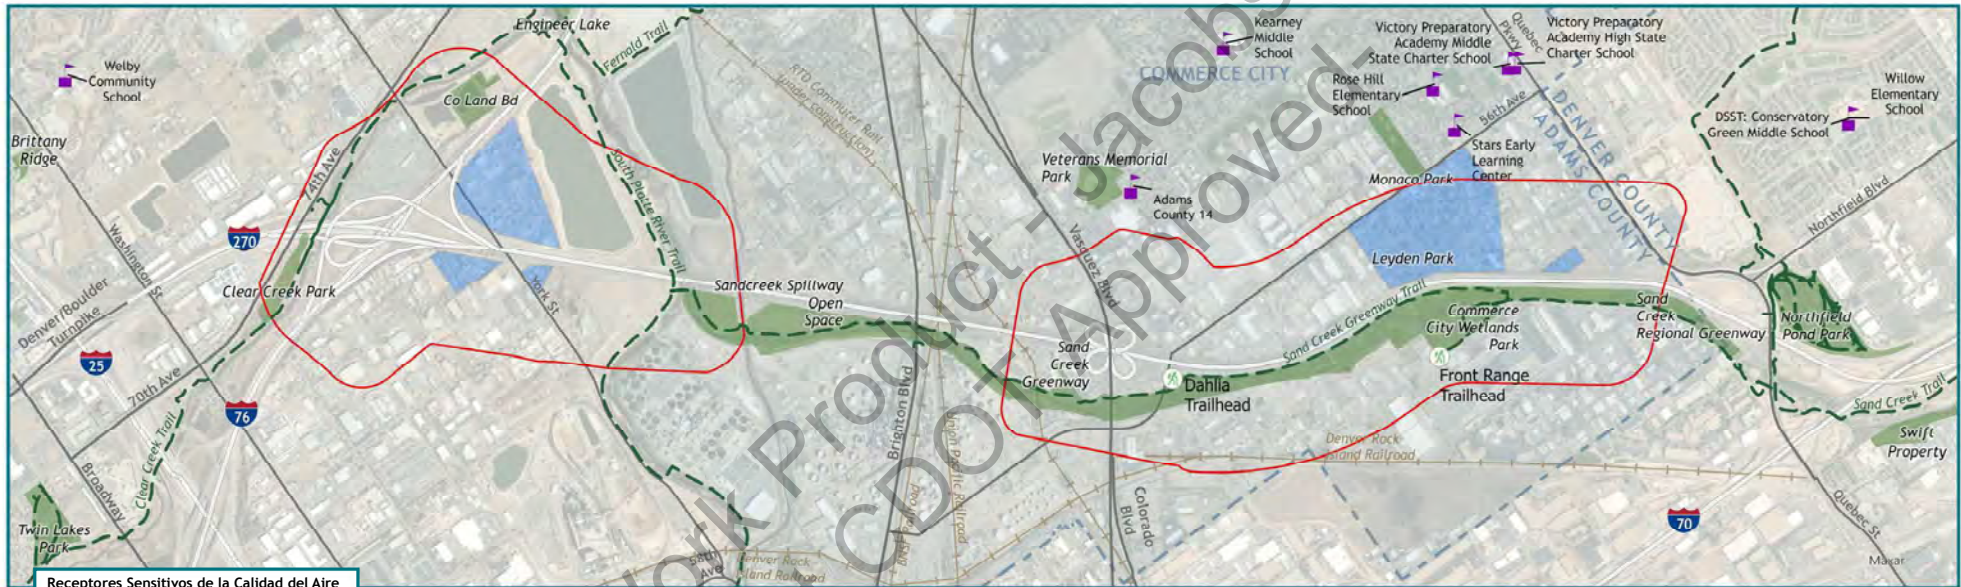 Engineer Lake
Fernald Trail
Welby
Community
School
Co Land Bd
Brittany
Ridge
74th Ave
270
Washington St
Denver/Boulder
Turnpike
Clear Creek Park
25
70th Ave
76
Clear Creek Trail
Broadway
Twin Lakes
Park
York St
South Platte River Trail
RTD Commuter Rail
(under construction)
Sandcreek Spillway
Open
Space
Brighton Blvd
BNSF Railroad
Union Pacific Railroad
58th
Ave
Denver Rock
Island Railroad
Kearney
Middle
School
COMMERCE CITY
Veterans Memorial
Park
Adams
County 14
Vasquez Blvd
Sand
Creek
Greenway
Dahlia
Trailhead
Colorado
Blvd
Victory Preparatory
Academy Middle
State Charter School
Quebec
Pkwy
Victory Preparatory
Academy High State
Charter School
Rose Hill
Elementary
School
56th Ave
Stars Early
Learning
Center
Monaco Park
Leyden Park
DENVER COUNTY
ADAMS COUNTY
Sand Creek Greenway Trail
Commerce
City Wetlands
Park
Front Range
Trailhead
Denver Rock
Island Railroad
Sand
Creek
Regional Greenway
Willow
Elementary
School
DSST: Conservatory
Green Middle School
Northfield Blvd
Northfield
Pond Park
Sand Creek Trail
Swift
Property
70
Quebec St
Maxar
Work Product - Jacobs
CDOT Approved-
Receptores Sensitivos de la Calidad del Aire